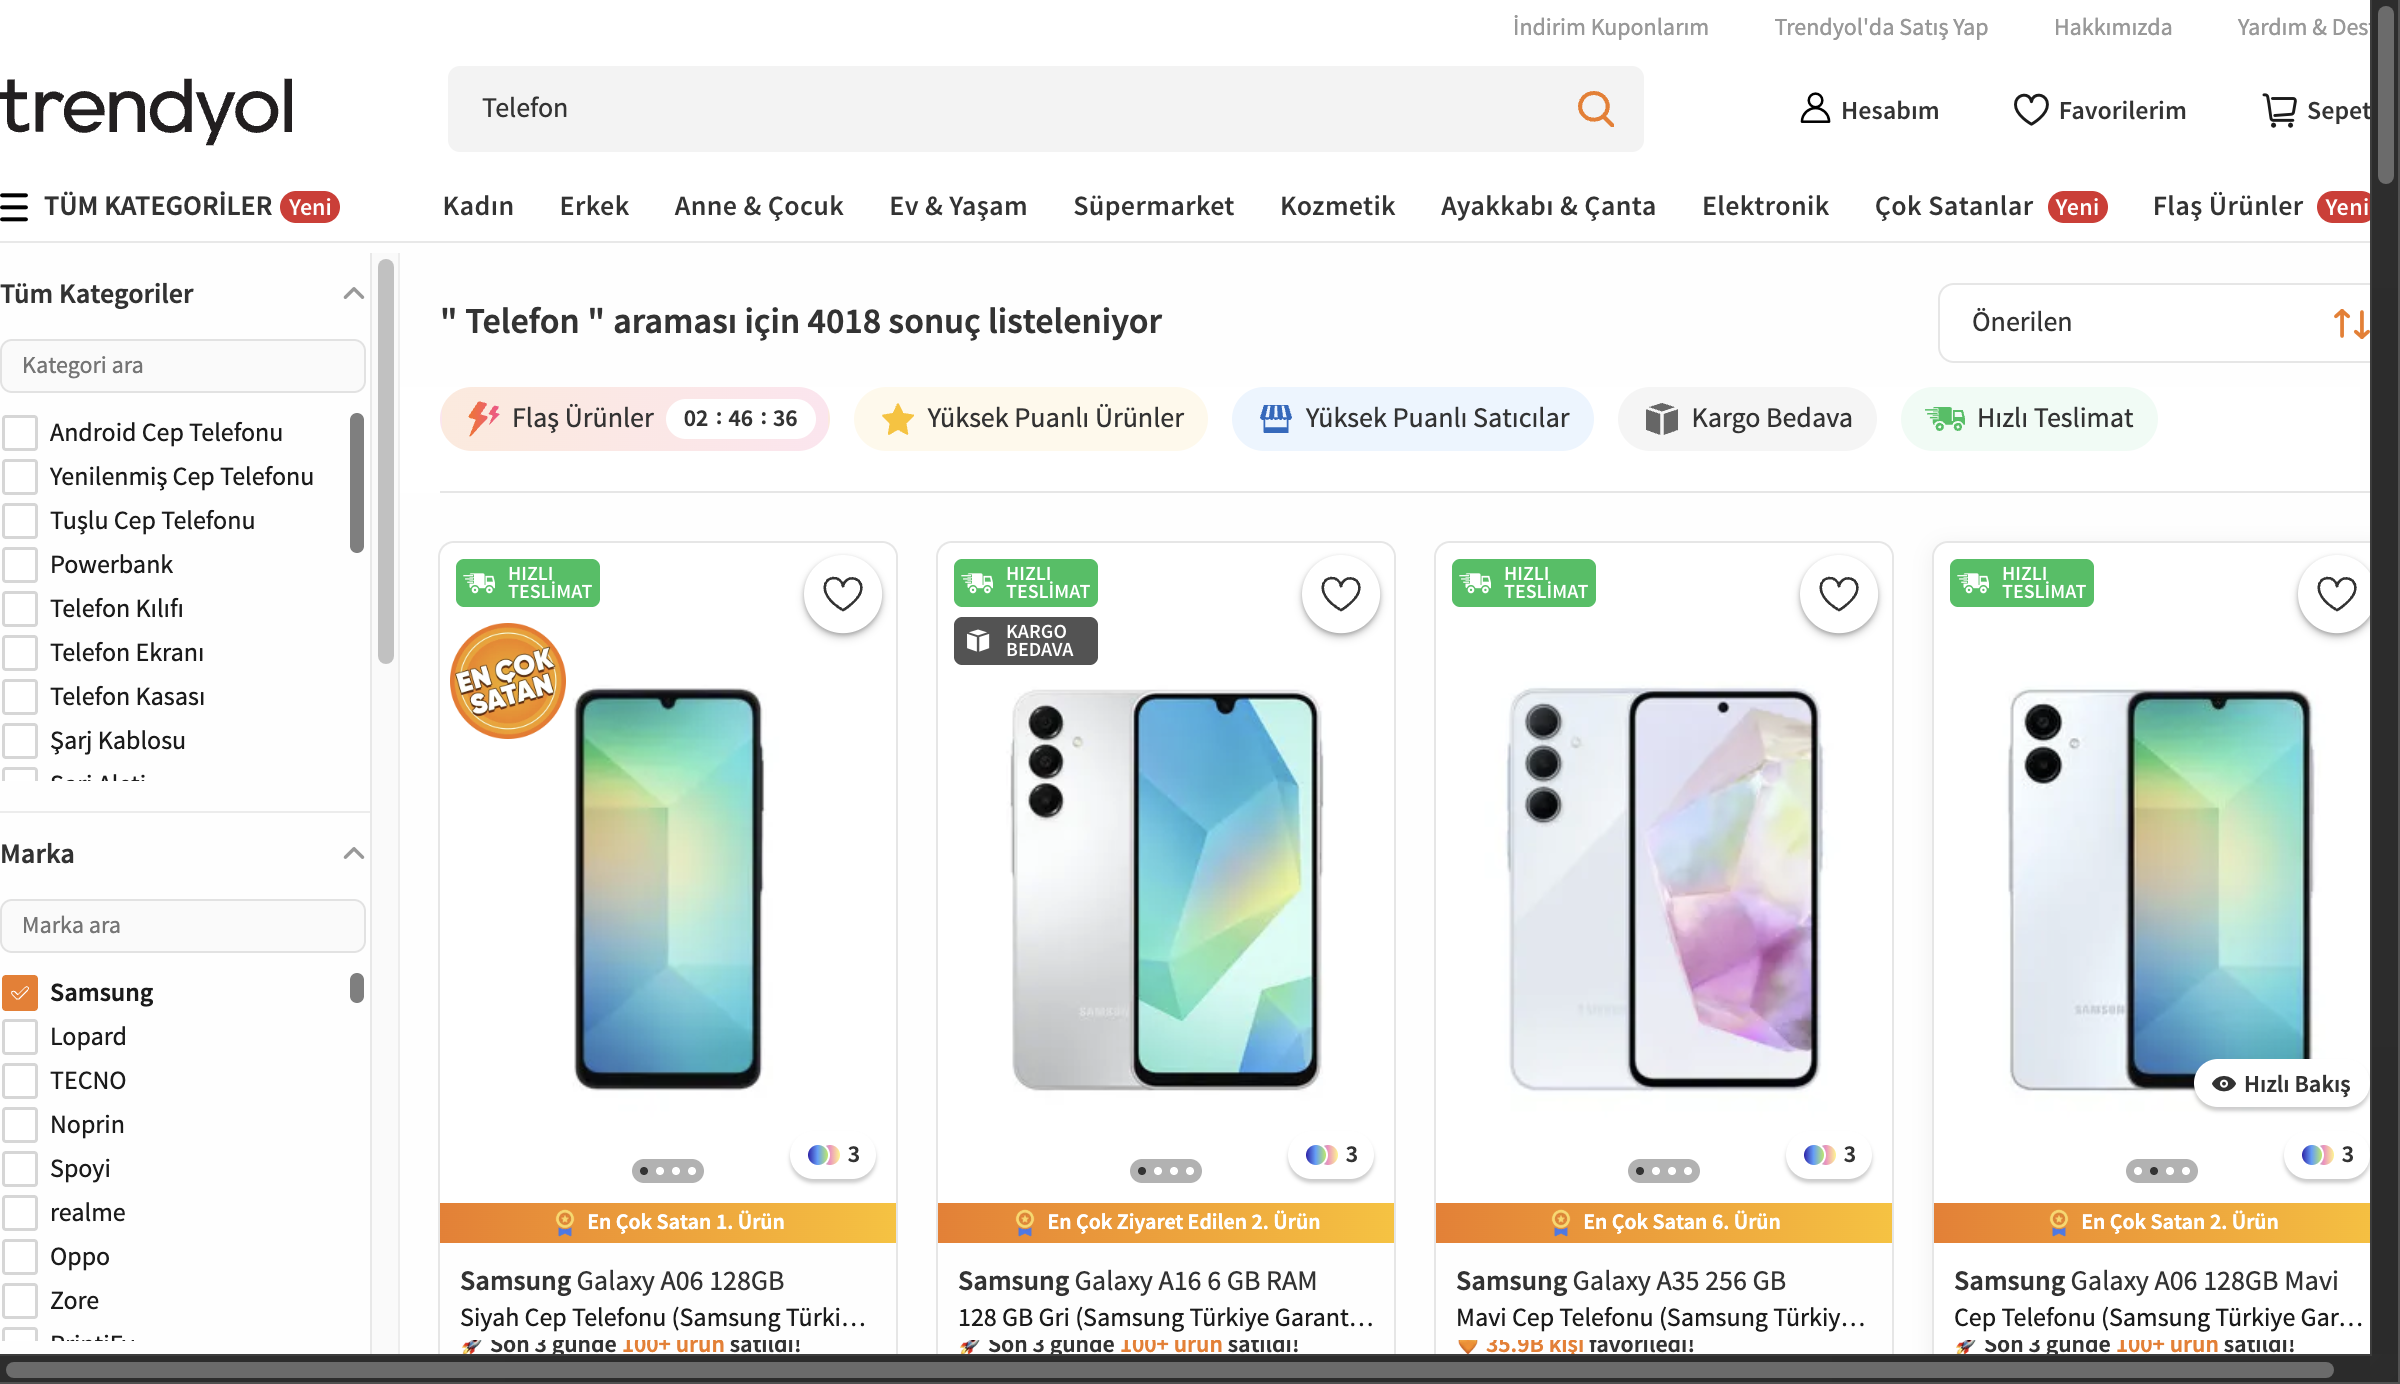 İndirim Kuponlarım Trendyol'da Satış Yap Hakkımızda Yardım &
trendyol
Telefon
Hesabım Favorilerim Sepet
TÜM KATEGORİLER Yeni
Kadın Erkek Anne & Çocuk Ev & Yaşam Süpermarket Kozmetik Ayakkabı & Çanta Elektronik Çok Satanlar Yeni Flaş Ürünler Yeni
Tüm Kategoriler
Kategori ara
Android Cep Telefonu
Yenilenmiş Cep Telefonu
Tuşlu Cep Telefonu
Powerbank
Telefon Kılıfı
Telefon Ekranı
Telefon Kasası
Şarj Kablosu
Marka
Marka ara
Samsung
Lopard
TECNO
Noprin
Spoyi
realme
Oppo
Zore
" Telefon " araması için 4018 sonuç listeleniyor
Önerilen
Flaş Ürünler 02 : 46 : 36
Yüksek Puanlı Ürünler
Yüksek Puanlı Satıcılar
Kargo Bedava
Hızlı Teslimat
HIZLI
TESLİMAT
EN ÇOK
SATAN
3
En Çok Satan 1. Ürün
Samsung Galaxy A06 128GB
Siyah Cep Telefonu (Samsung Türki...
Son 3 günde 100+ ürün satıldı!
HIZLI
TESLİMAT
KARGO
BEDAVA
SAMSUNG
3
En Çok Ziyaret Edilen 2. Ürün
Samsung Galaxy A16 6 GB RAM
128 GB Gri (Samsung Türkiye Garant...
Son 3 günde 100+ ürün satıldı!
HIZLI
TESLİMAT
3
En Çok Satan 6. Ürün
Samsung Galaxy A35 256 GB
Mavi Cep Telefonu (Samsung Türkiy...
35.9B kişi favoriledi!
HIZLI
TESLİMAT
SAMSUNG
Hızlı Bakış
3
En Çok Satan 2. Ürün
Samsung Galaxy A06 128GB Mavi
Cep Telefonu (Samsung Türkiye Gar...
Son 3 günde 100+ ürün satıldı!